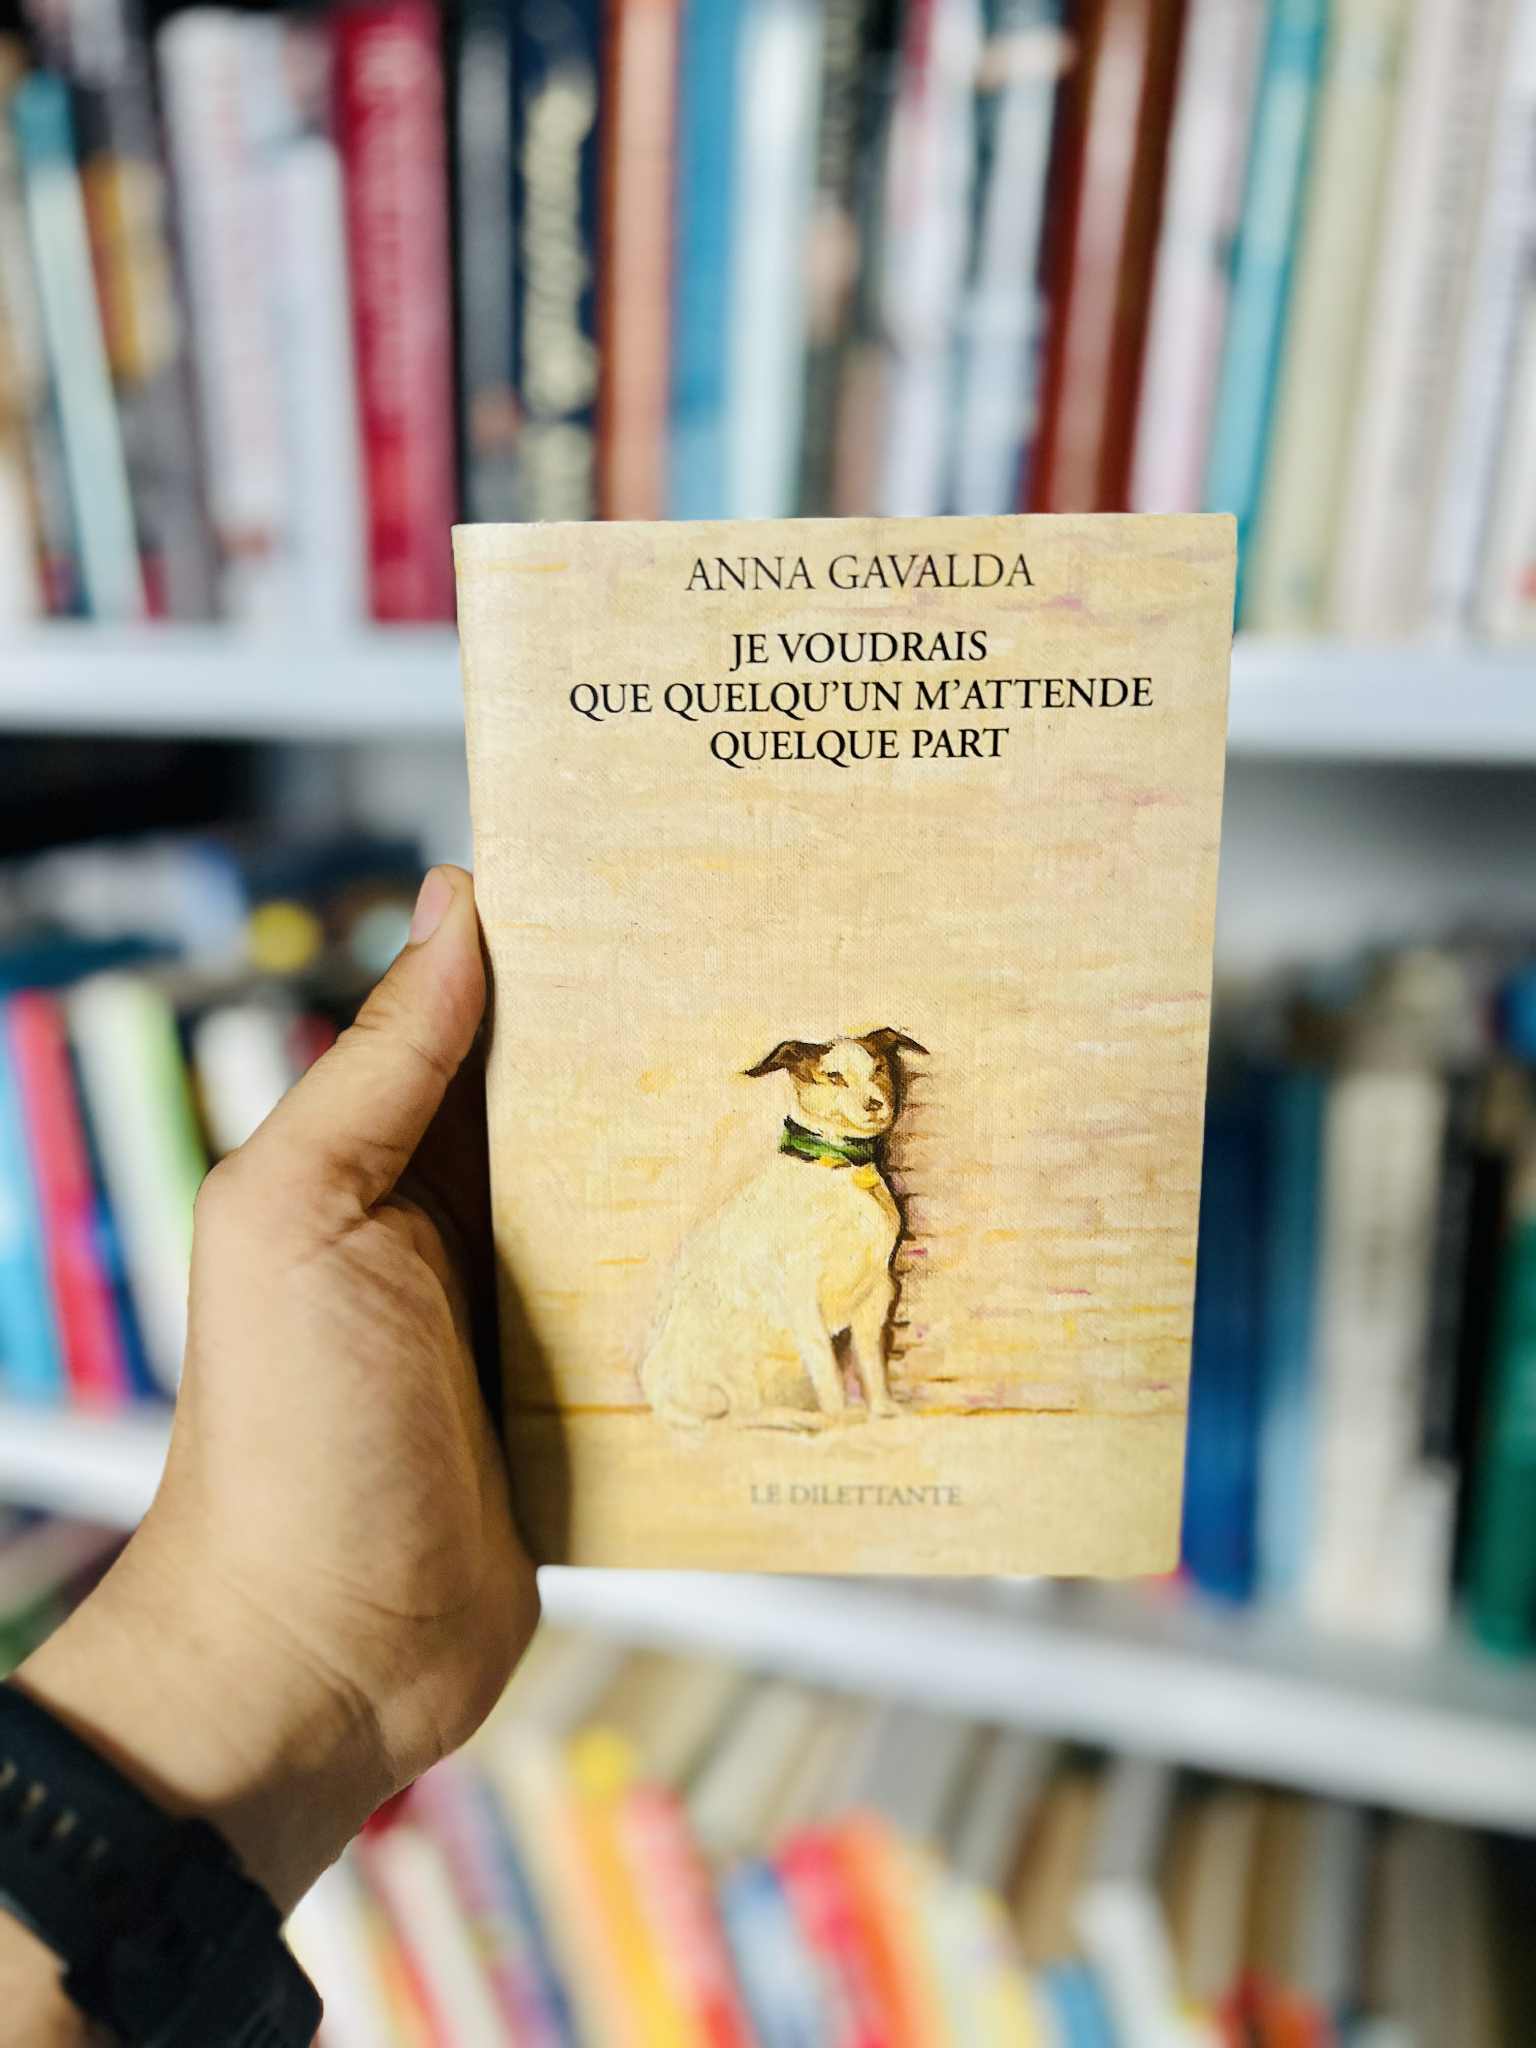 ANNA GAVALDA
JE VOUDRAIS
QUE QUELQU'UN M'ATTENDE
QUELQUE PART
LE DILETTANTE